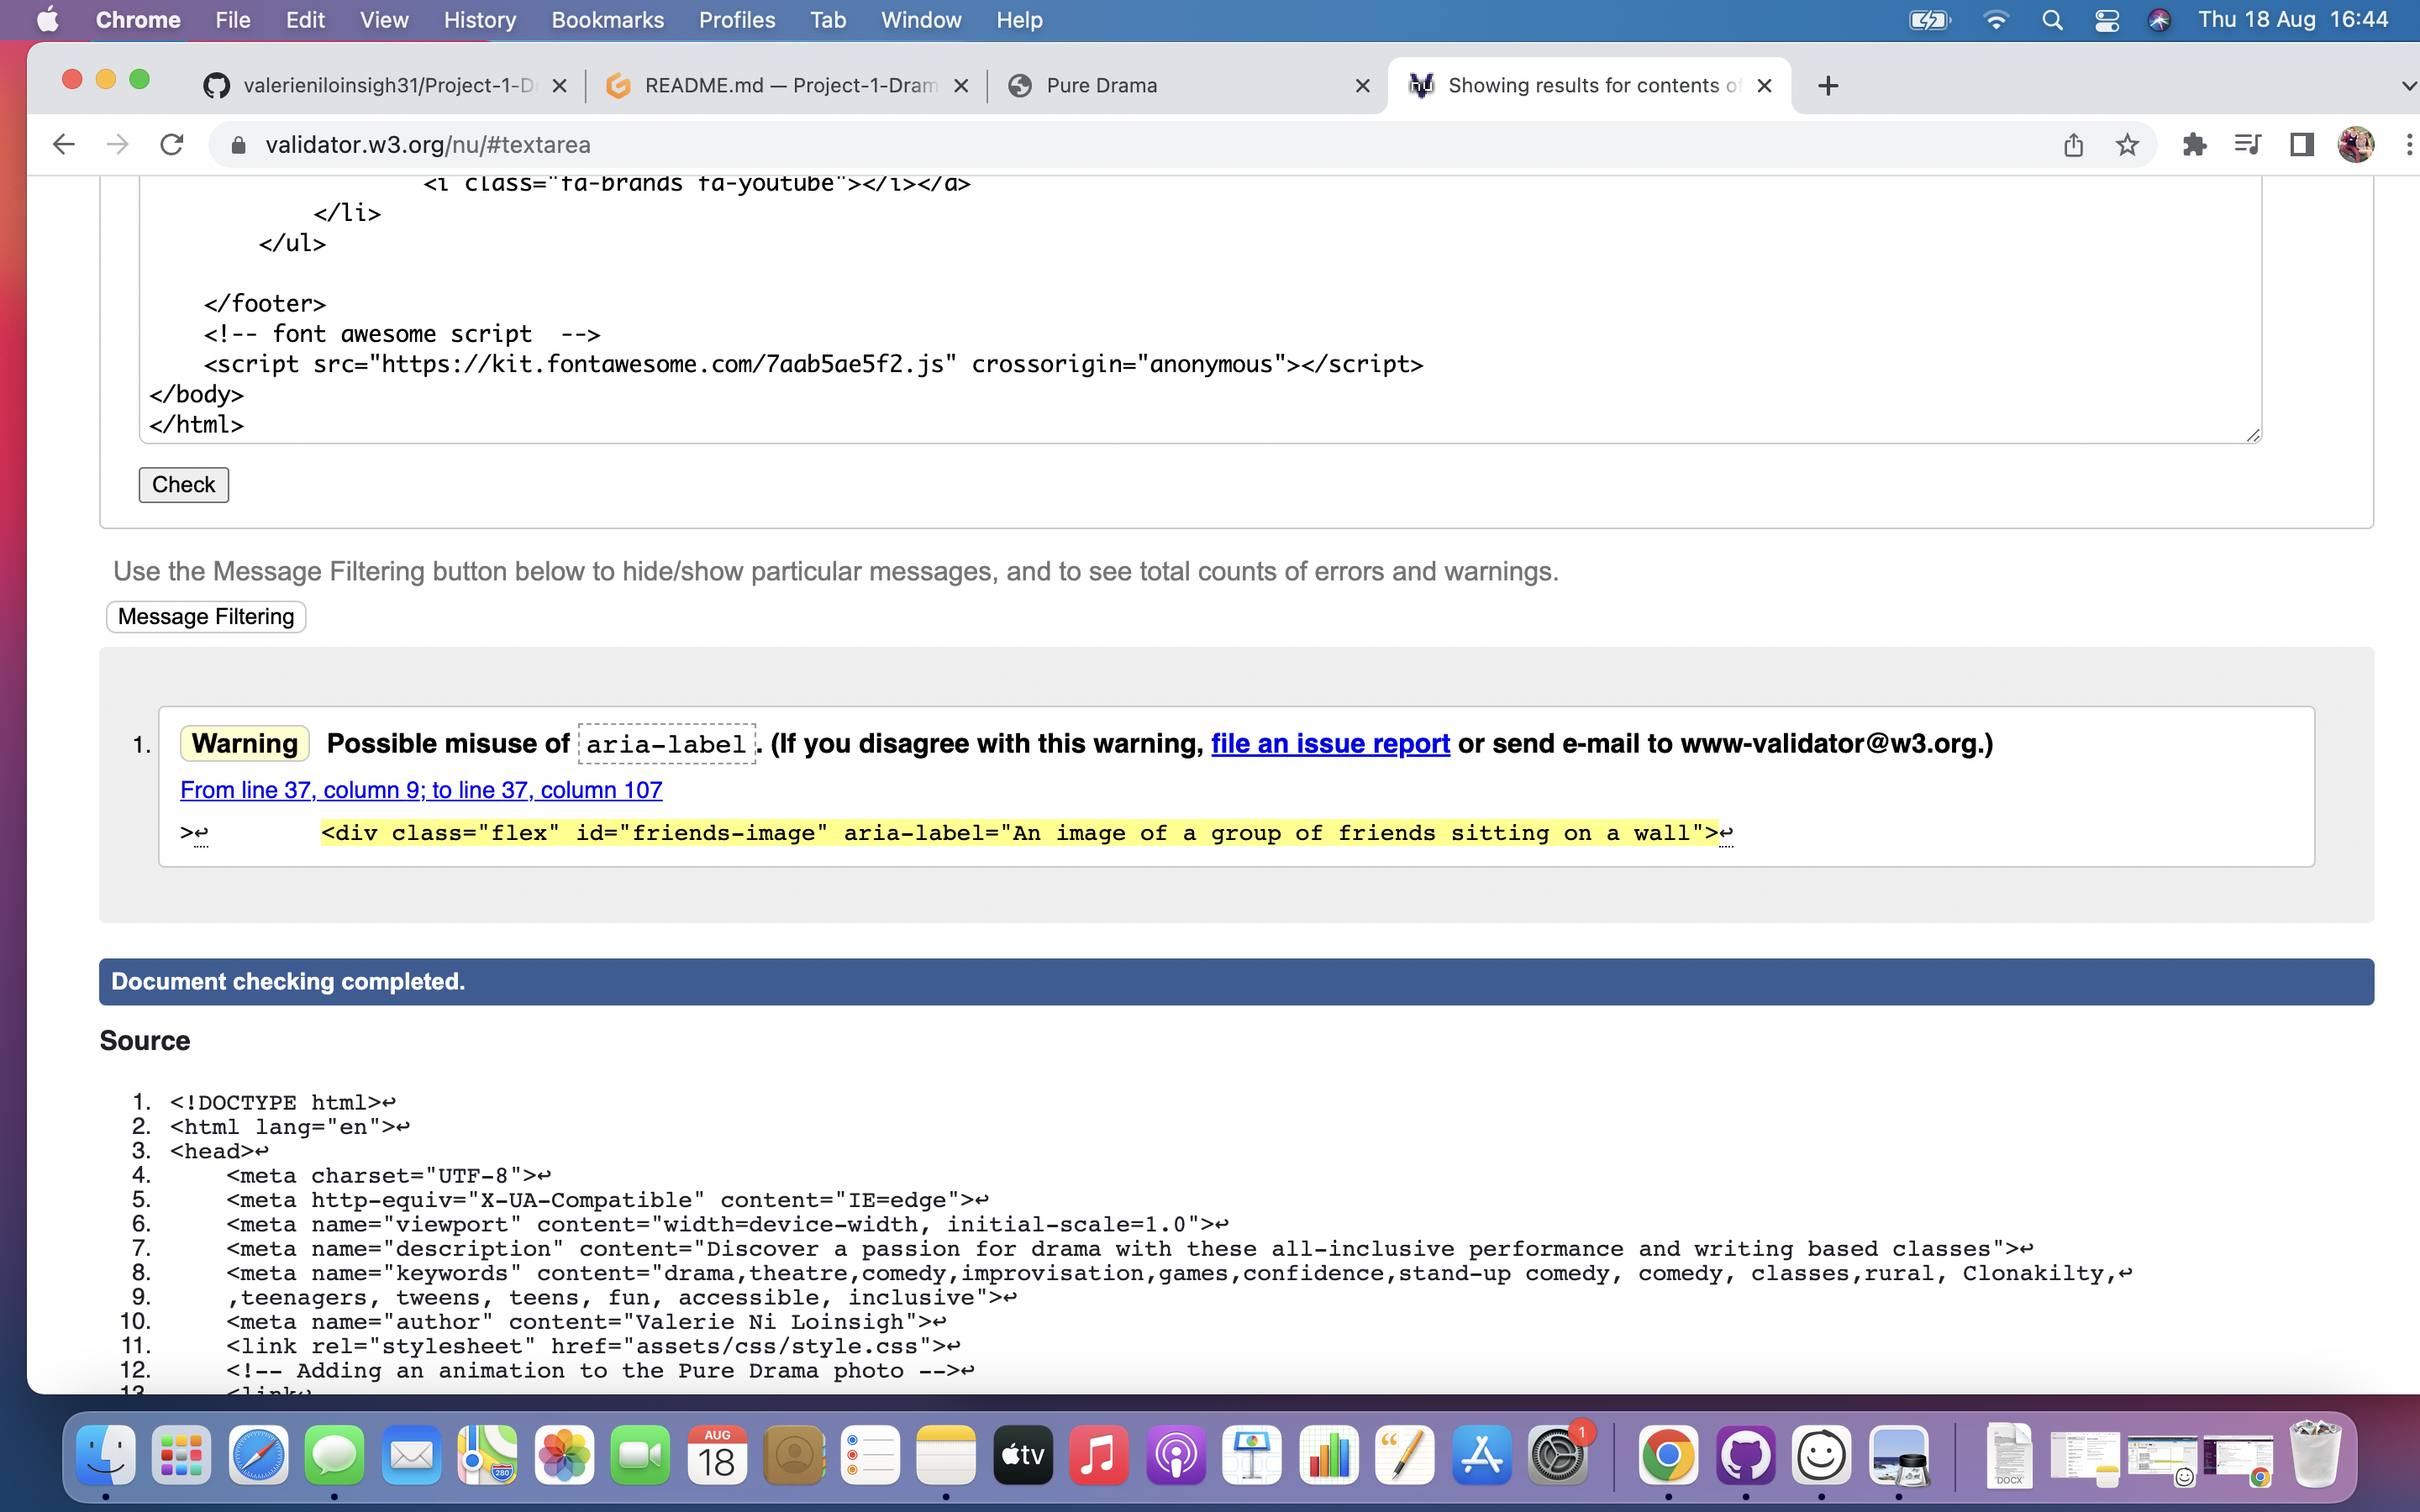 Chrome File Edit View History Bookmarks Profiles Tab Window Help Thu 18 Aug 16:44
valerieniloinsigh31/Project-1-D README.md — Project-1-Dram Pure Drama Showing results for contents of
validator.w3.org/nu/#textarea
<i class="fa-brands fa-youtube"></i></a>
</li>
</ul>
</footer>
<!-- font awesome script  -->
<script src="https://kit.fontawesome.com/7aab5ae5f2.js" crossorigin="anonymous"></script>
</body>
</html>
Check
Use the Message Filtering button below to hide/show particular messages, and to see total counts of errors and warnings.
Message Filtering
1. Warning Possible misuse of aria-label. (If you disagree with this warning, file an issue report or send e-mail to www-validator@w3.org.)
From line 37, column 9; to line 37, column 107
>↩ <div class="flex" id="friends-image" aria-label="An image of a group of friends sitting on a wall">↩
Document checking completed.
Source
1. <!DOCTYPE html>↩
2. <html lang="en">↩
3. <head>↩
4. <meta charset="UTF-8">↩
5. <meta http-equiv="X-UA-Compatible" content="IE=edge">↩
6. <meta name="viewport" content="width=device-width, initial-scale=1.0">↩
7. <meta name="description" content="Discover a passion for drama with these all-inclusive performance and writing based classes">↩
8. <meta name="keywords" content="drama,theatre,comedy,improvisation,games,confidence,stand-up comedy, comedy, classes,rural, Clonakilty,↩
9. ,teenagers, tweens, teens, fun, accessible, inclusive">↩
10. <meta name="author" content="Valerie Ni Loinsigh">↩
11. <link rel="stylesheet" href="assets/css/style.css">↩
12. <!-- Adding an animation to the Pure Drama photo -->↩
13. <link↩
280 AUG 18 tv 1 DOCX